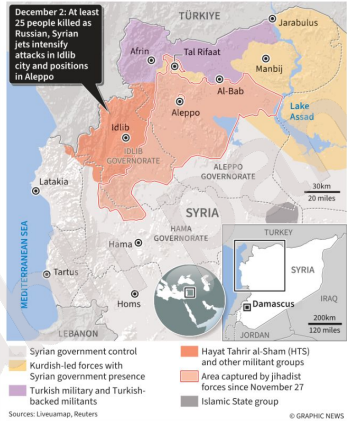 December 2: At least
25 people killed as
Russian, Syrian
jets intensify
attacks in Idlib
city and positions
in Aleppo
TÜRKIYE
Jarabulus
Afrin
Tal Rifaat
Manbij
Al-Bab
Aleppo
Lake
Assad
Idlib
IDLIB
GOVERNORATE
ALEPPO
GOVERNORATE
Latakia
30km
20 miles
SYRIA
HAMA
GOVERNORATE
Hama
MEDITERRANEAN SEA
Tartus
Homs
LEBANON
TURKEY
SYRIA
IRAQ
Damascus
JORDAN
200km
120 miles
Syrian government control
Kurdish-led forces with
Syrian government presence
Turkish military and Turkish-
backed militants
Hayat Tahrir al-Sham (HTS)
and other militant groups
Area captured by jihadist
forces since November 27
Islamic State group
Sources: Liveuamap, Reuters
© GRAPHIC NEWS